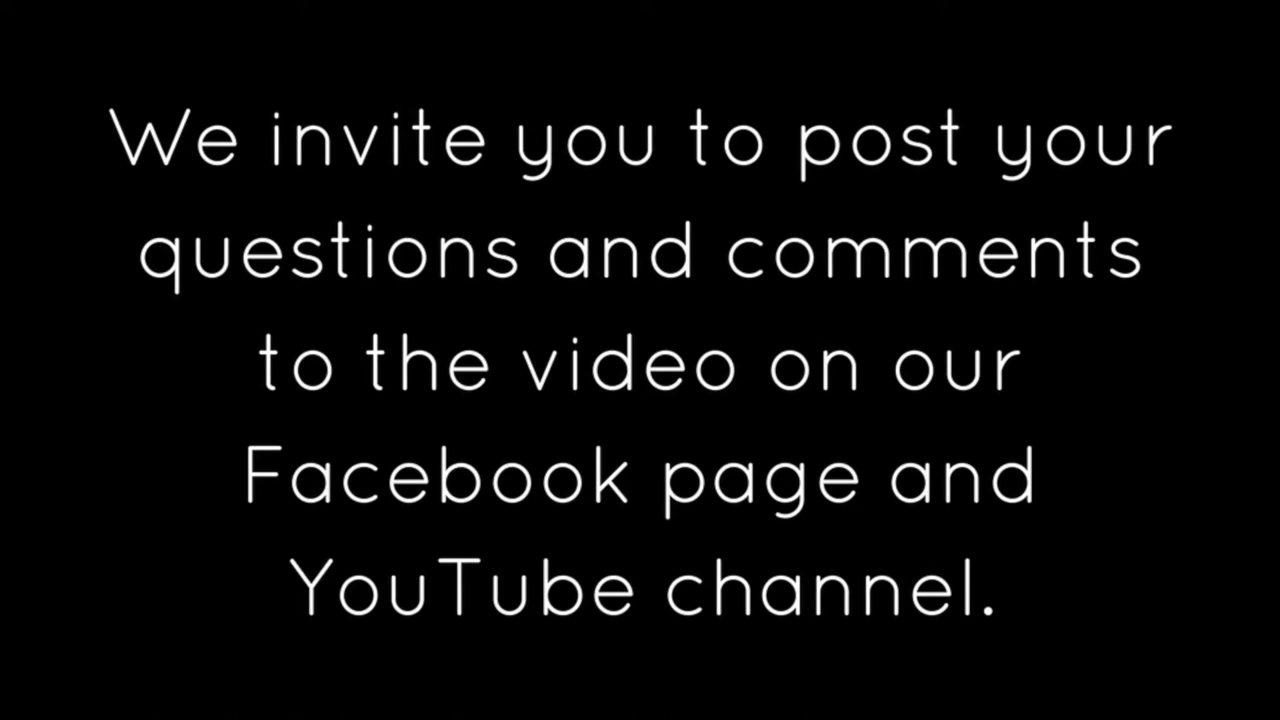 We invite you to post your
questions and comments
to the video on our
Facebook page and
YouTube channel.